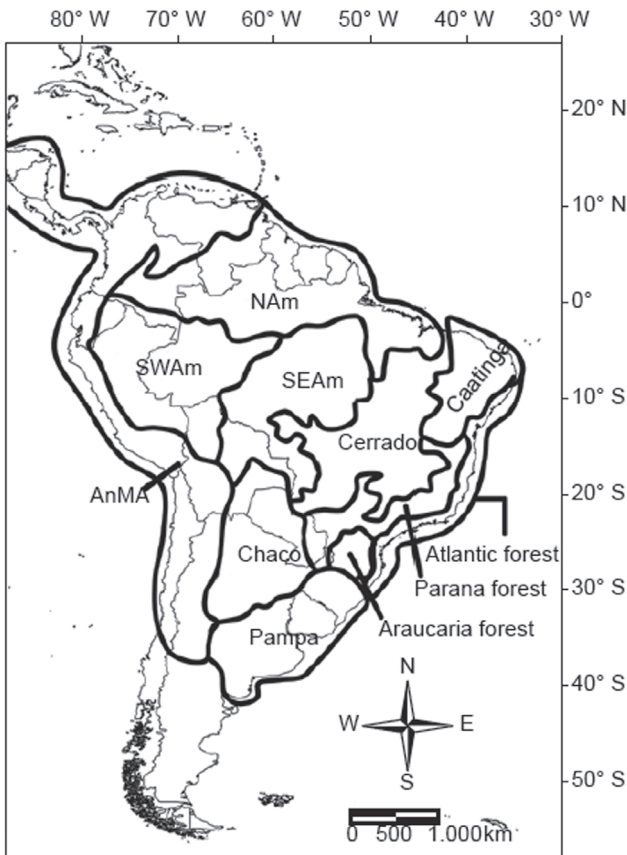 80° W 70° W 60° W 50° W 40° W 30° W
20° N
10° N
0°
NAm
SWAm
SEAm
Caatinga
10° S
Cerrado
AnMA
20° S
Chaco
Atlantic forest
Parana forest
30° S
Araucaria forest
Pampa
N
40° S
W E
S
50° S
0 500 1.000km